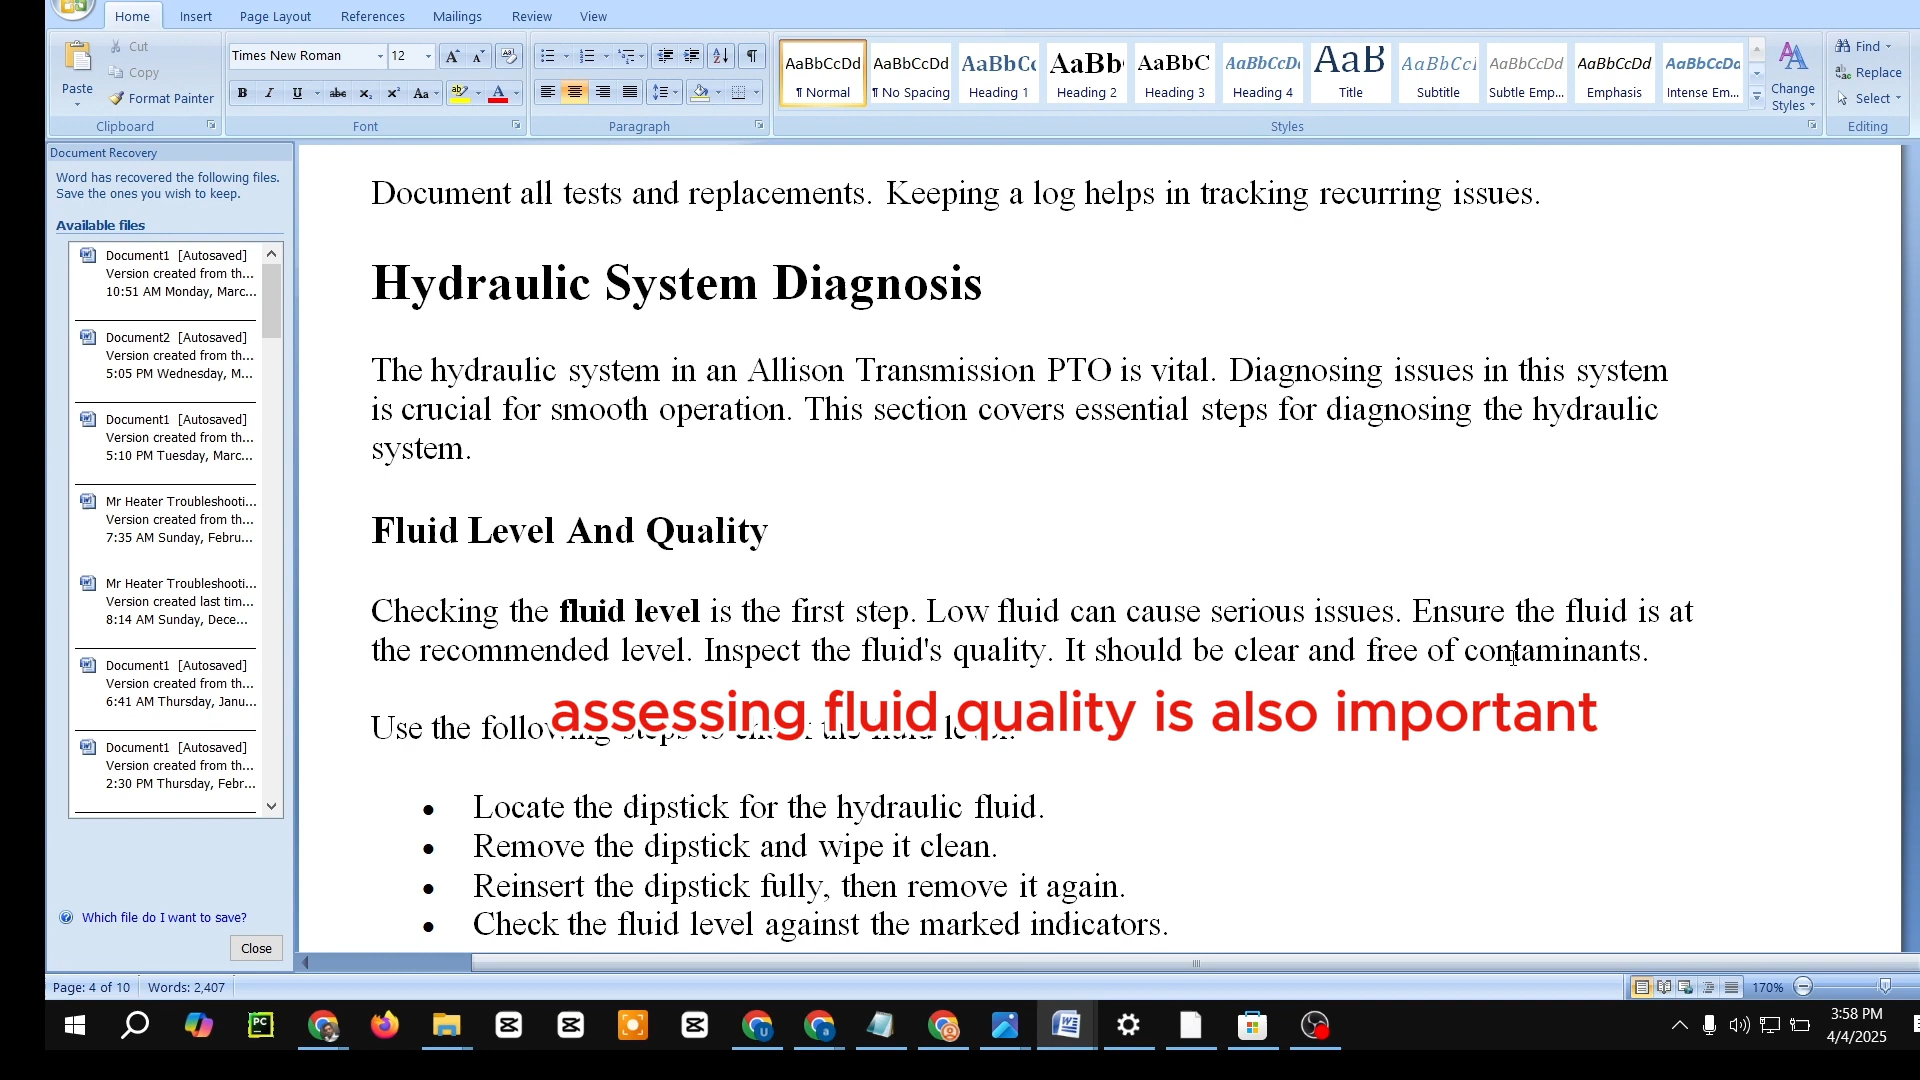 Home Insert Page Layout References Mailings Review View
Cut
Copy
Format Painter
Paste
Clipboard
Times New Roman 12
Font
Paragraph
AaBbCcDd AaBbCcDd AaBbCc AaBb AaBbC AaBbCcDc AaB AaBbCcI AaBbCcDd AaBbCcDd AaBbCcDc
¶ Normal ¶ No Spacing Heading 1 Heading 2 Heading 3 Heading 4 Title Subtitle Subtle Emp... Emphasis Intense Em...
Change
Styles
Styles
Find
Replace
Select
Editing
Document Recovery
Word has recovered the following files.
Save the ones you wish to keep.
Available files
Document1 [Autosaved]
Version created from th...
10:51 AM Monday, Marc...
Document2 [Autosaved]
Version created from th...
5:05 PM Wednesday, M...
Document1 [Autosaved]
Version created from th...
5:10 PM Tuesday, Marc...
Mr Heater Troubleshooti...
Version created from th...
7:35 AM Sunday, Febru...
Mr Heater Troubleshooti...
Version created last tim...
8:14 AM Sunday, Dece...
Document1 [Autosaved]
Version created from th...
6:41 AM Thursday, Janu...
Document1 [Autosaved]
Version created from th...
2:30 PM Thursday, Febr...
Which file do I want to save?
Close
Document all tests and replacements. Keeping a log helps in tracking recurring issues.
Hydraulic System Diagnosis
The hydraulic system in an Allison Transmission PTO is vital. Diagnosing issues in this system
is crucial for smooth operation. This section covers essential steps for diagnosing the hydraulic
system.
Fluid Level And Quality
Checking the fluid level is the first step. Low fluid can cause serious issues. Ensure the fluid is at
the recommended level. Inspect the fluid's quality. It should be clear and free of contaminants.
assessing fluid quality is also important
Use the following steps to check the fluid level:
• Locate the dipstick for the hydraulic fluid.
• Remove the dipstick and wipe it clean.
• Reinsert the dipstick fully, then remove it again.
• Check the fluid level against the marked indicators.
Page: 4 of 10 Words: 2,407
170%
3:58 PM
4/4/2025